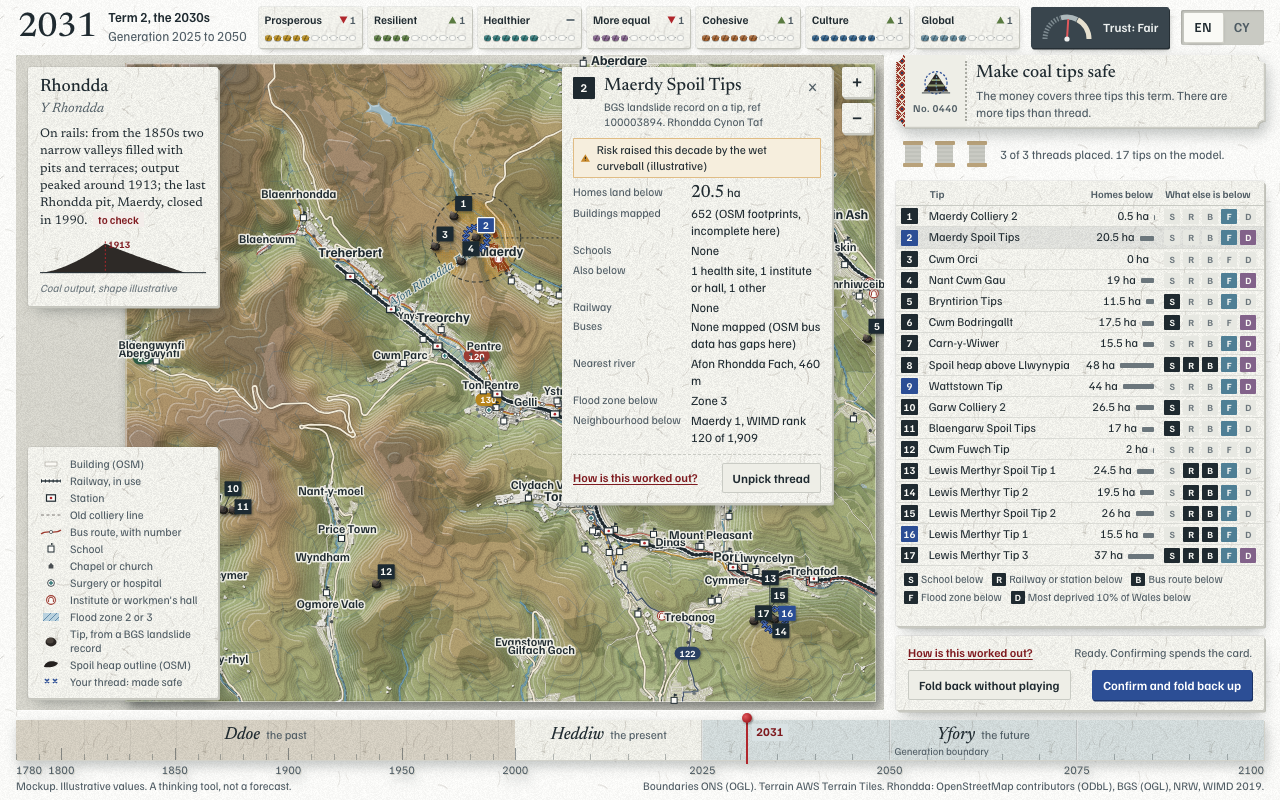 2031
Term 2, the 2030s
Generation 2025 to 2050
Prosperous 1
Resilient 1
Healthier
More equal 1
Cohesive 1
Culture 1
Global 1
Trust: Fair
EN CY
Rhondda
Y Rhondda
On rails: from the 1850s two
narrow valleys filled with
pits and terraces; output
peaked around 1913; the last
Rhondda pit, Maerdy, closed
in 1990. to check
1913
Coal output, shape illustrative
Building (OSM)
Railway, in use
Station
Old colliery line
Bus route, with number
School
Chapel or church
Surgery or hospital
Institute or workmen's hall
Flood zone 2 or 3
Tip, from a BGS landslide
record
Spoil heap outline (OSM)
Your thread: made safe
Aberdare
Blaenrhondda
Blaencwm
Treherbert
1
2
3
4
Maerdy
Afon Rhondda
Treorchy
Cwm Parc
Pentre
120
Ton Pentre
130
Gelli
Blaengwynfi
Abergwynfi
10
11
Nant-y-moel
Price Town
Wyndham
12
Ogmore Vale
Evanstown
Gilfach Goch
Dinas
Mount Pleasant
Llwyncelyn
Cymmer
Trehafod
13
15
17
16
14
Trebanog
122
5
+
−
2 Maerdy Spoil Tips ×
BGS landslide record on a tip, ref
100003894. Rhondda Cynon Taf
Risk raised this decade by the wet
curveball (illustrative)
Homes land below 20.5 ha
Buildings mapped 652 (OSM footprints,
incomplete here)
Schools None
Also below 1 health site, 1 institute
or hall, 1 other
Railway None
Buses None mapped (OSM bus
data has gaps here)
Nearest river Afon Rhondda Fach, 460
m
Flood zone below Zone 3
Neighbourhood below Maerdy 1, WIMD rank
120 of 1,909
How is this worked out? Unpick thread
No. 0440
Make coal tips safe
The money covers three tips this term. There are
more tips than thread.
3 of 3 threads placed. 17 tips on the model.
Tip Homes below What else is below
1 Maerdy Colliery 2 0.5 ha S R B F D
2 Maerdy Spoil Tips 20.5 ha S R B F D
3 Cwm Orci 0 ha S R B F D
4 Nant Cwm Gau 19 ha S R B F D
5 Bryntirion Tips 11.5 ha S R B F D
6 Cwm Bodringallt 17.5 ha S R B F D
7 Carn-y-Wiwer 15.5 ha S R B F D
8 Spoil heap above Llwynypia 48 ha S R B F D
9 Wattstown Tip 44 ha S R B F D
10 Garw Colliery 2 26.5 ha S R B F D
11 Blaengarw Spoil Tips 17 ha S R B F D
12 Cwm Fuwch Tip 2 ha S R B F D
13 Lewis Merthyr Spoil Tip 1 24.5 ha S R B F D
14 Lewis Merthyr Tip 2 19.5 ha S R B F D
15 Lewis Merthyr Spoil Tip 2 26 ha S R B F D
16 Lewis Merthyr Tip 1 15.5 ha S R B F D
17 Lewis Merthyr Tip 3 37 ha S R B F D
S School below R Railway or station below B Bus route below
F Flood zone below D Most deprived 10% of Wales below
How is this worked out? Ready. Confirming spends the card.
Fold back without playing Confirm and fold back up
Ddoe the past
Heddiw the present
2031
Yfory the future
Generation boundary
1780 1800 1850 1900 1950 2000 2025 2050 2075 2100
Mockup. Illustrative values. A thinking tool, not a forecast.
Boundaries ONS (OGL). Terrain AWS Terrain Tiles. Rhondda: OpenStreetMap contributors (ODbL), BGS (OGL), NRW, WIMD 2019.